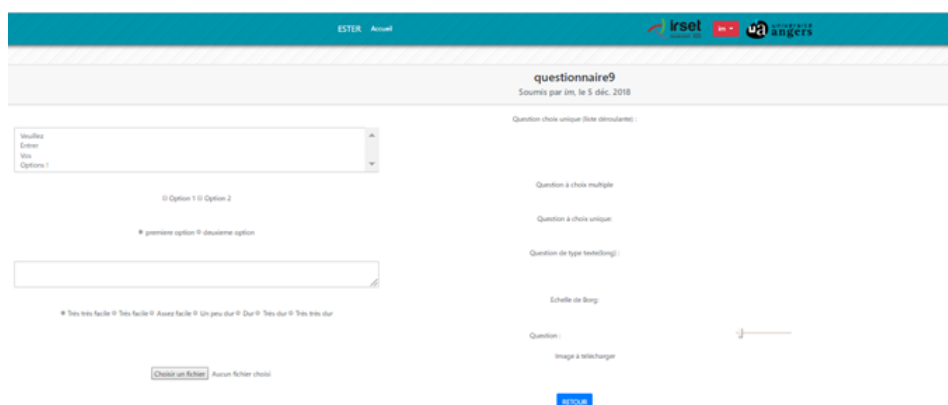 ESTER Accueil
irset
im
université angers
questionnaire9
Soumis par im, le 5 déc. 2018
Question choix unique (liste déroulante) :
Veuillez
Entrer
Vos
Options !
Question à choix multiple
Option 1 Option 2
Question à choix unique:
premiere option deuxieme option
Question de type texte(long) :
Echelle de Borg:
Très très facile Très facile Assez facile Un peu dur Dur Très dur Très très dur
Question :
Image à télécharger
Choisir un fichier Aucun fichier choisi
RETOUR